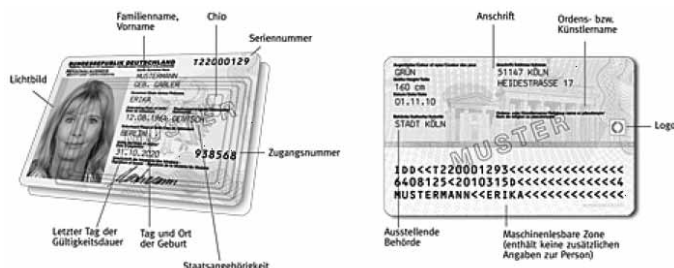 Familienname,
Vorname
Chio
Seriennummer
Lichtbild
BUNDESREPUBLIK DEUTSCHLAND
T22000129
MUSTERMANN
GEB. GABLER
ERIKA
12.08.1964 DEUTSCH
BERLIN
31.10.2020
938568
MUSTER
Zugangsnummer
Letzter Tag der
Gültigkeitsdauer
Tag und Ort
der Geburt
Staatsangehörigkeit
Anschrift
Ordens- bzw.
Künstlername
GRÜN
160 cm
01.11.10
STADT KÖLN
51147 KÖLN
HEIDESTRASSE 17
MUSTER
Logo
IDD<<T220001293<<<<<<<<<<<<<<<
6408125<2010315D<<<<<<<<<<<<<4
MUSTERMANN<<ERIKA<<<<<<<<<<<<<
Ausstellende
Behörde
Maschinenlesbare Zone
(enthält keine zusätzlichen
Angaben zur Person)